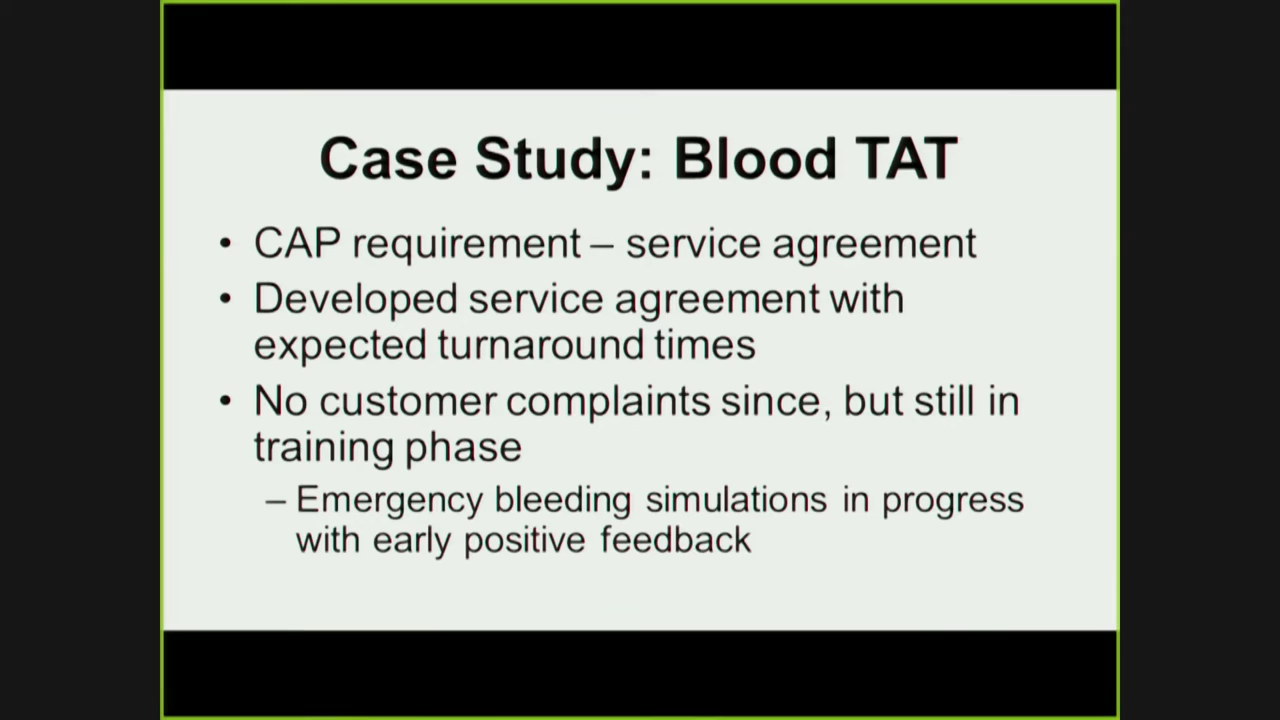 Case Study: Blood TAT
• CAP requirement – service agreement
• Developed service agreement with
expected turnaround times
• No customer complaints since, but still in
training phase
– Emergency bleeding simulations in progress
with early positive feedback